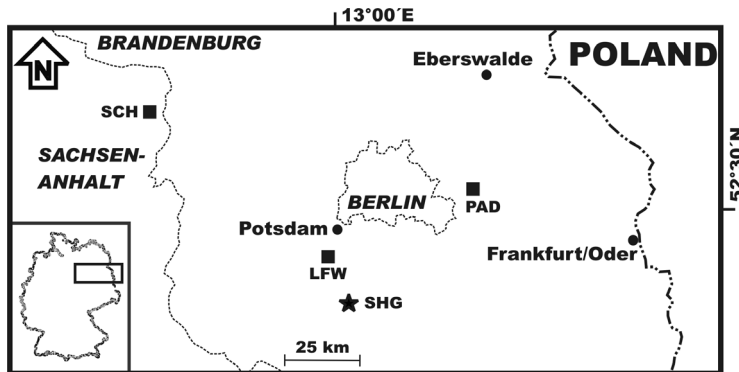 13°00´E
BRANDENBURG
POLAND
Eberswalde
N
SCH
SACHSEN-
ANHALT
52°30´N
BERLIN
PAD
Potsdam
Frankfurt/Oder
LFW
SHG
25 km